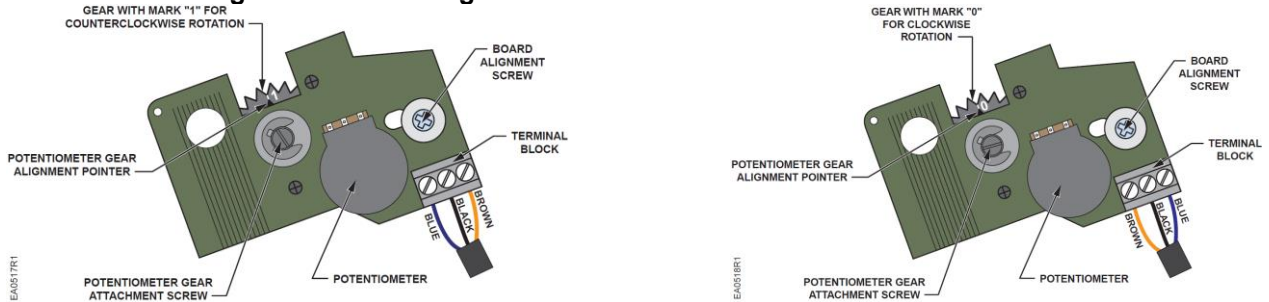 GEAR WITH MARK "1" FOR
COUNTERCLOCKWISE ROTATION
1
BOARD
ALIGNMENT
SCREW
TERMINAL
BLOCK
POTENTIOMETER GEAR
ALIGNMENT POINTER
BLUE
BLACK
BROWN
POTENTIOMETER GEAR
ATTACHMENT SCREW
POTENTIOMETER
EA0517R1
GEAR WITH MARK "0"
FOR CLOCKWISE
ROTATION
0
BOARD
ALIGNMENT
SCREW
TERMINAL
BLOCK
POTENTIOMETER GEAR
ALIGNMENT POINTER
BROWN
BLACK
BLUE
POTENTIOMETER GEAR
ATTACHMENT SCREW
POTENTIOMETER
EA0518R1